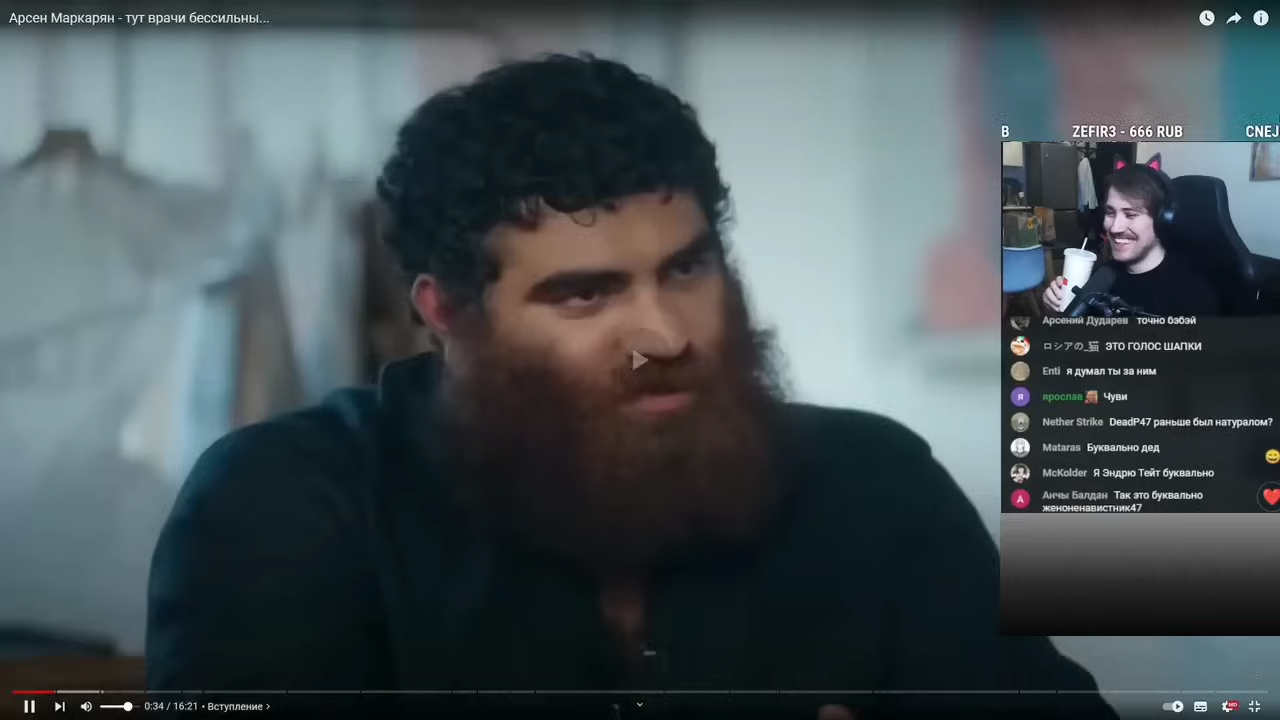 Арсен Маркарян - тут врачи бессильны...
B ZEFIR3 - 666 RUB CNEJ
Арсений Дударев точно бэбэй
ロシアの_猫 ЭТО ГОЛОС ШАПКИ
Enti я думал ты за ним
Я ярослав Чуви
Nether Strike DeadP47 раньше был натуралом?
Mataras Буквально дед
McKolder Я Эндрю Тейт буквально
А Анчы Балдан Так это буквально
женоненавистник47
0:34 / 16:21 • Вступление
HD